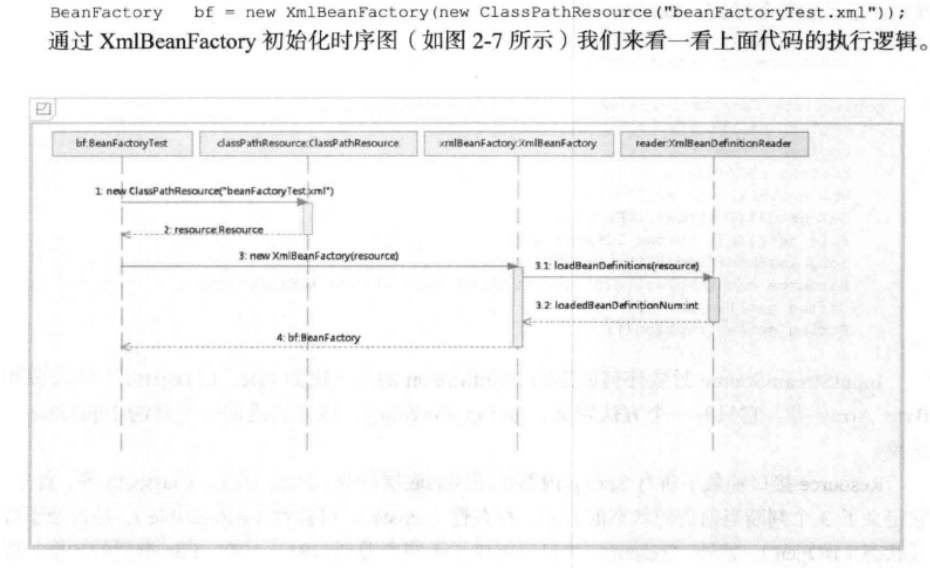 BeanFactory bf = new XmlBeanFactory(new ClassPathResource("beanFactoryTest.xml"));
通过 XmlBeanFactory 初始化时序图（如图 2-7 所示）我们来看一看上面代码的执行逻辑。
bf:BeanFactoryTest
classPathResource:ClassPathResource
xmlBeanFactory:XmlBeanFactory
reader:XmlBeanDefinitionReader
1: new ClassPathResource("beanFactoryTest.xml")
2: resource:Resource
3: new XmlBeanFactory(resource)
3.1: loadBeanDefinitions(resource)
3.2: loadedBeanDefinitionNum:int
4: bf:BeanFactory